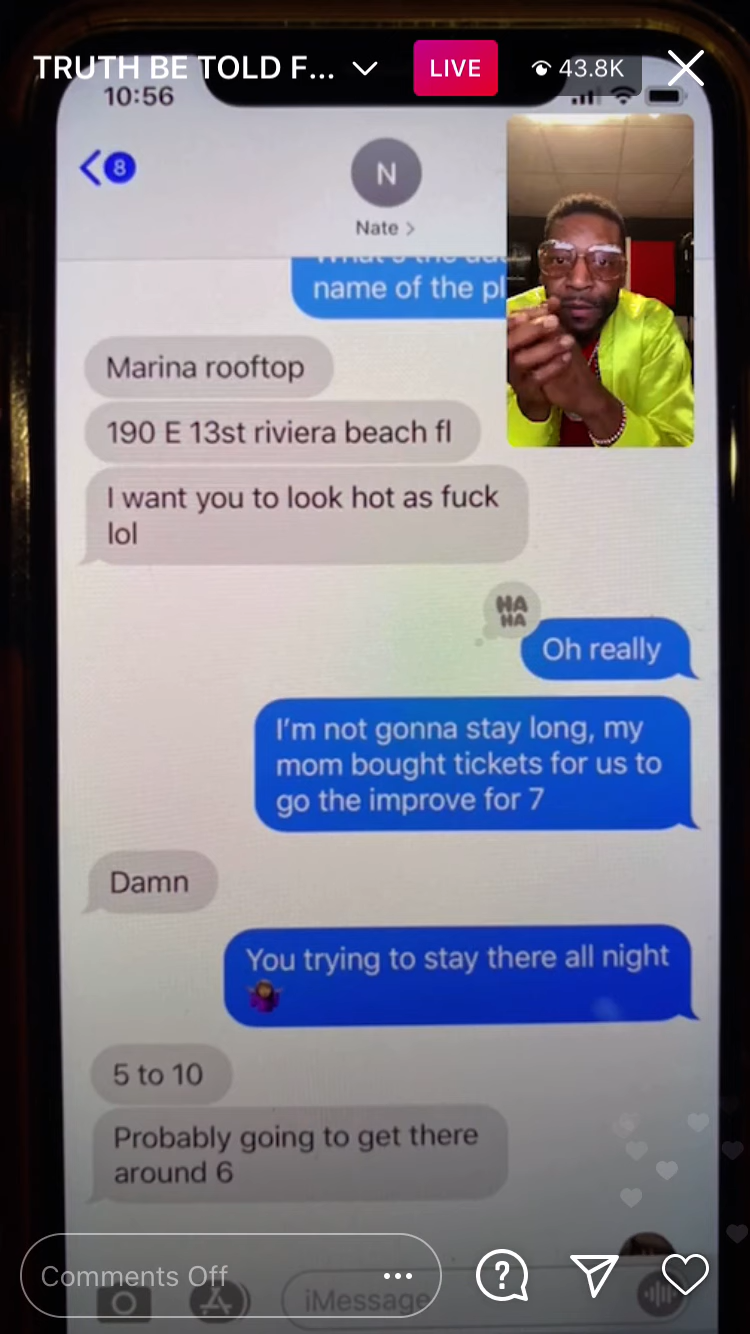 TRUTH BE TOLD F...
LIVE
43.8K
10:56
8
N
Nate >
name of the pl
Marina rooftop
190 E 13st riviera beach fl
I want you to look hot as fuck
lol
HA
HA
Oh really
I'm not gonna stay long, my
mom bought tickets for us to
go the improve for 7
Damn
You trying to stay there all night
🤷🏽‍♀️
5 to 10
Probably going to get there
around 6
Comments Off
iMessage